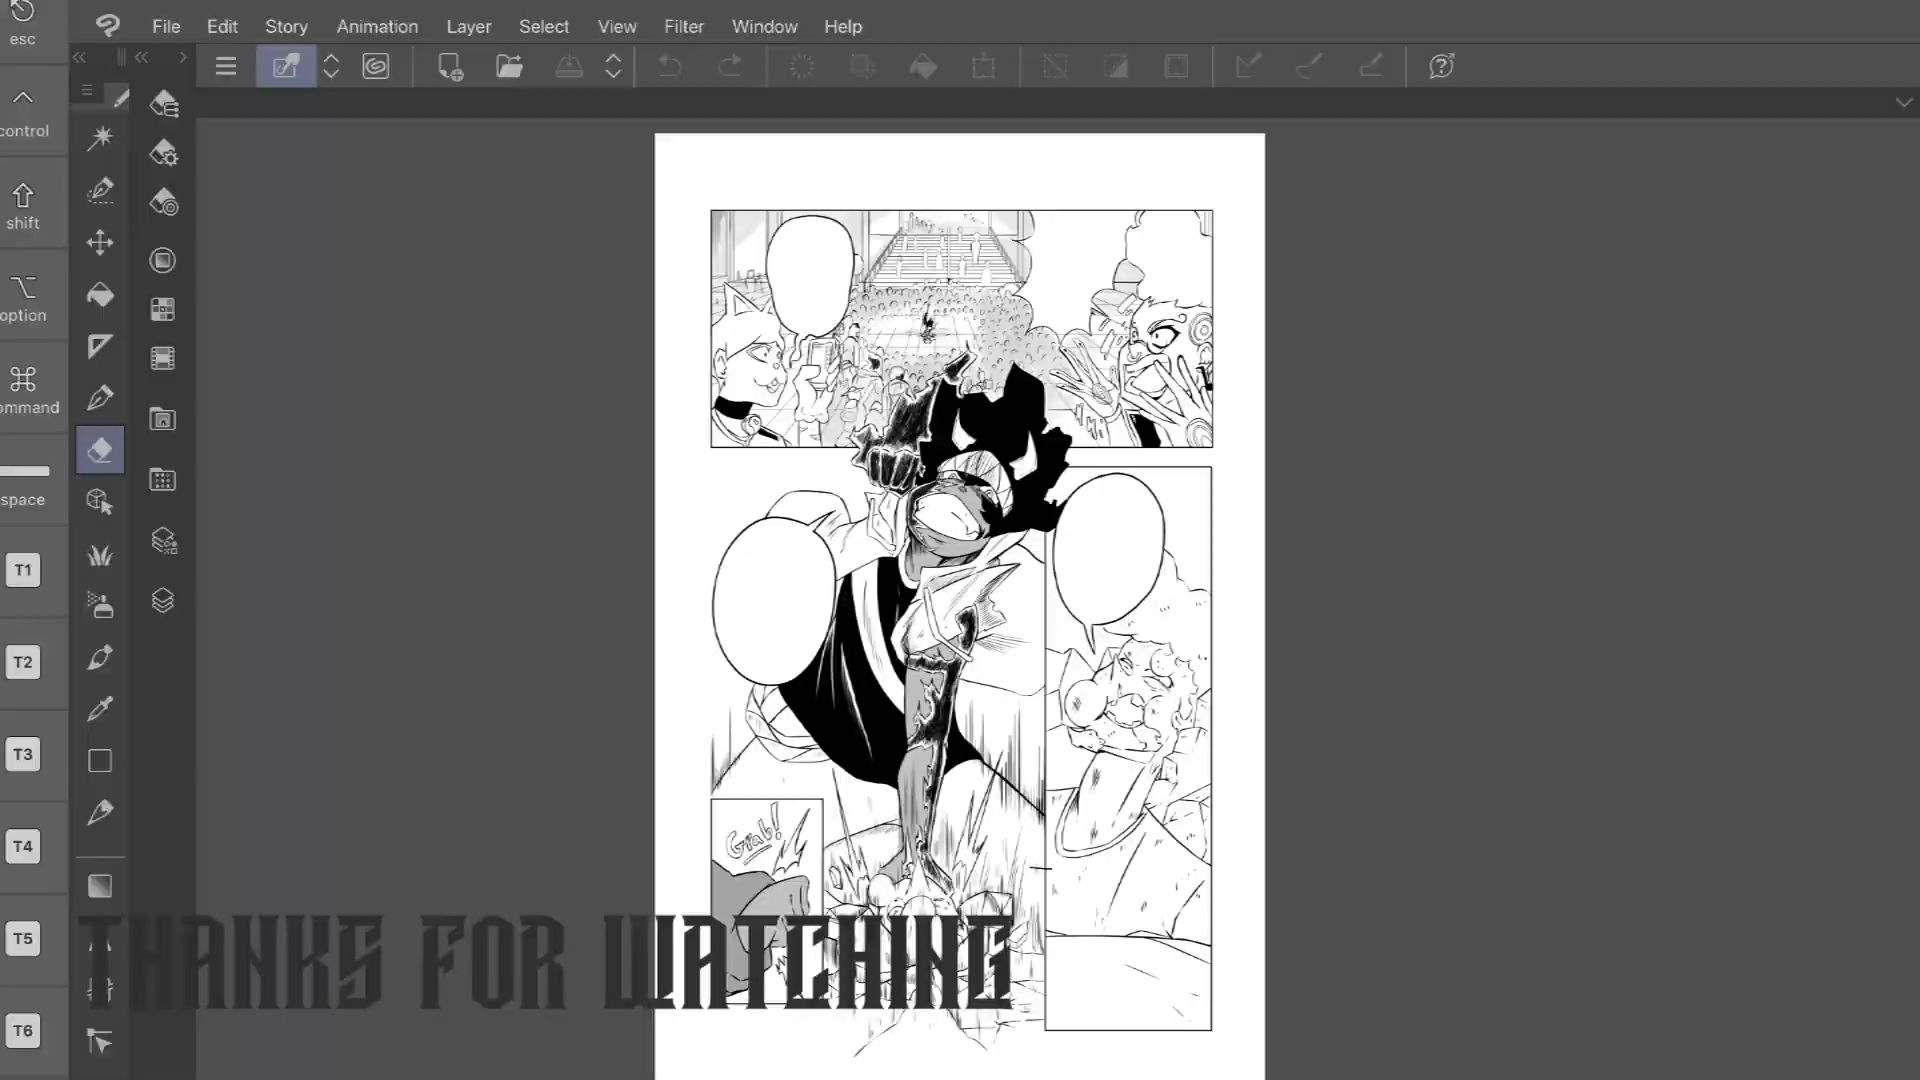 esc
File Edit Story Animation Layer Select View Filter Window Help
control
shift
option
ommand
space
T1
T2
T3
T4
T5
T6
Grab!
THANKS FOR WATCHING